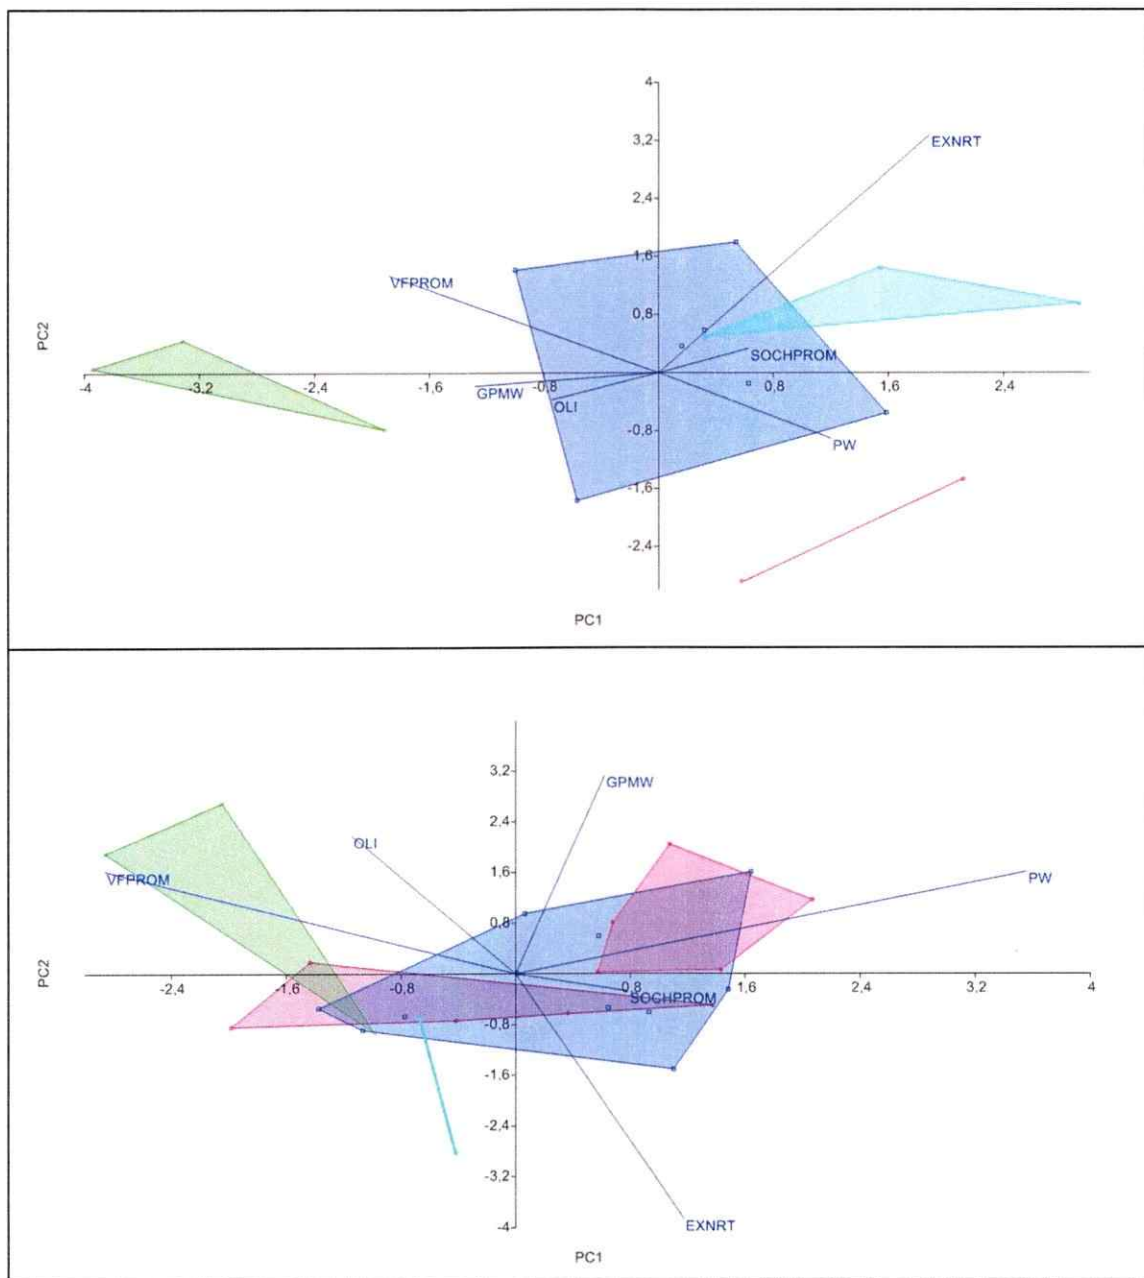 4
3,2
EXNRT
2,4
1,6
VFPROM
0,8
PC2
SOCHPROM
-4 -3,2 -2,4 -1,6 -0,8 0,8 1,6 2,4
GPMW
OLI
-0,8
PW
-1,6
-2,4
PC1
3,2
GPMW
2,4
OLI
1,6
VFPROM
PW
0,8
PC2
-2,4 -1,6 -0,8 0,8 1,6 2,4 3,2 4
SOCHPROM
-0,8
-1,6
-2,4
-3,2
-4
EXNRT
PC1